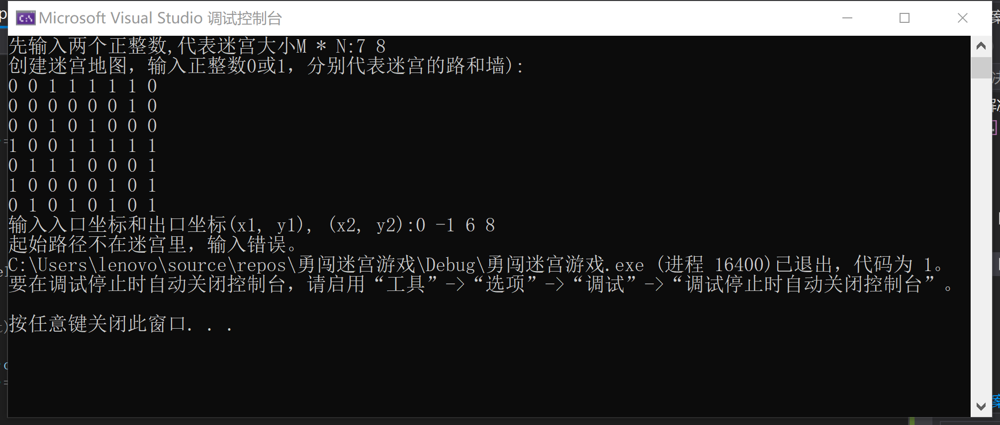 Microsoft Visual Studio 调试控制台
先输入两个正整数,代表迷宫大小M * N:7 8
创建迷宫地图，输入正整数0或1，分别代表迷宫的路和墙):
0 0 1 1 1 1 1 0
0 0 0 0 0 0 1 0
0 0 1 0 1 0 0 0
1 0 0 1 1 1 1 1
0 1 1 1 0 0 0 1
1 0 0 0 0 1 0 1
0 1 0 1 0 1 0 1
输入入口坐标和出口坐标(x1, y1), (x2, y2):0 -1 6 8
起始路径不在迷宫里，输入错误。
C:\Users\lenovo\source\repos\勇闯迷宫游戏\Debug\勇闯迷宫游戏.exe (进程 16400)已退出，代码为 1。
要在调试停止时自动关闭控制台，请启用“工具”->“选项”->“调试”->“调试停止时自动关闭控制台”。
按任意键关闭此窗口. . .